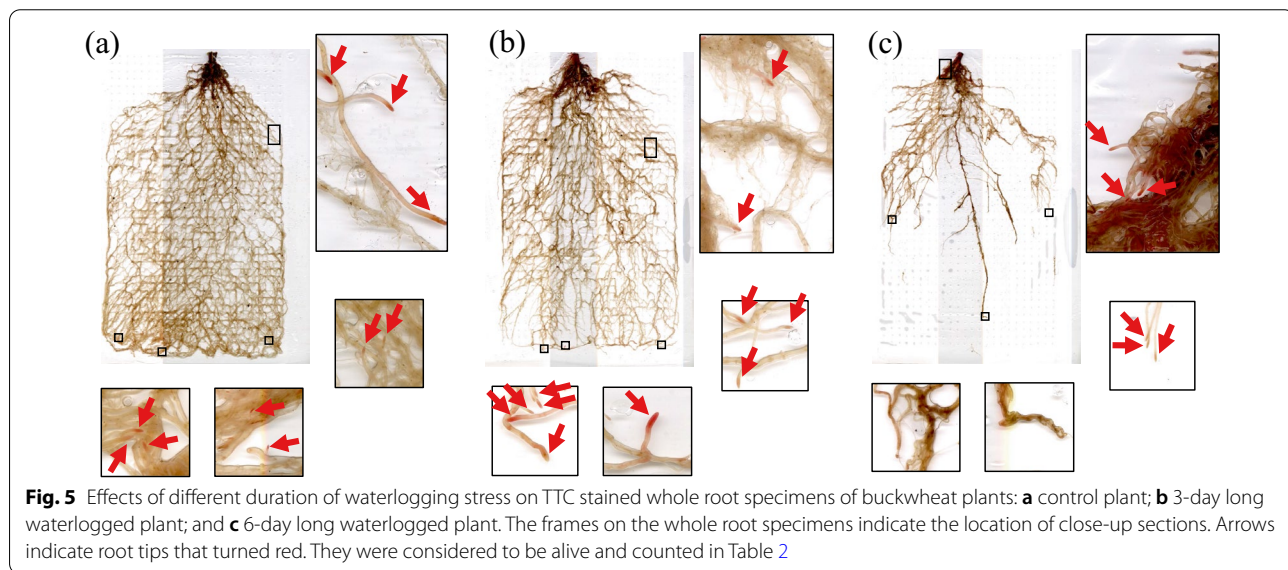 (a) (b) (c)
Fig. 5 Effects of different duration of waterlogging stress on TTC stained whole root specimens of buckwheat plants: a control plant; b 3-day long
waterlogged plant; and c 6-day long waterlogged plant. The frames on the whole root specimens indicate the location of close-up sections. Arrows
indicate root tips that turned red. They were considered to be alive and counted in Table 2